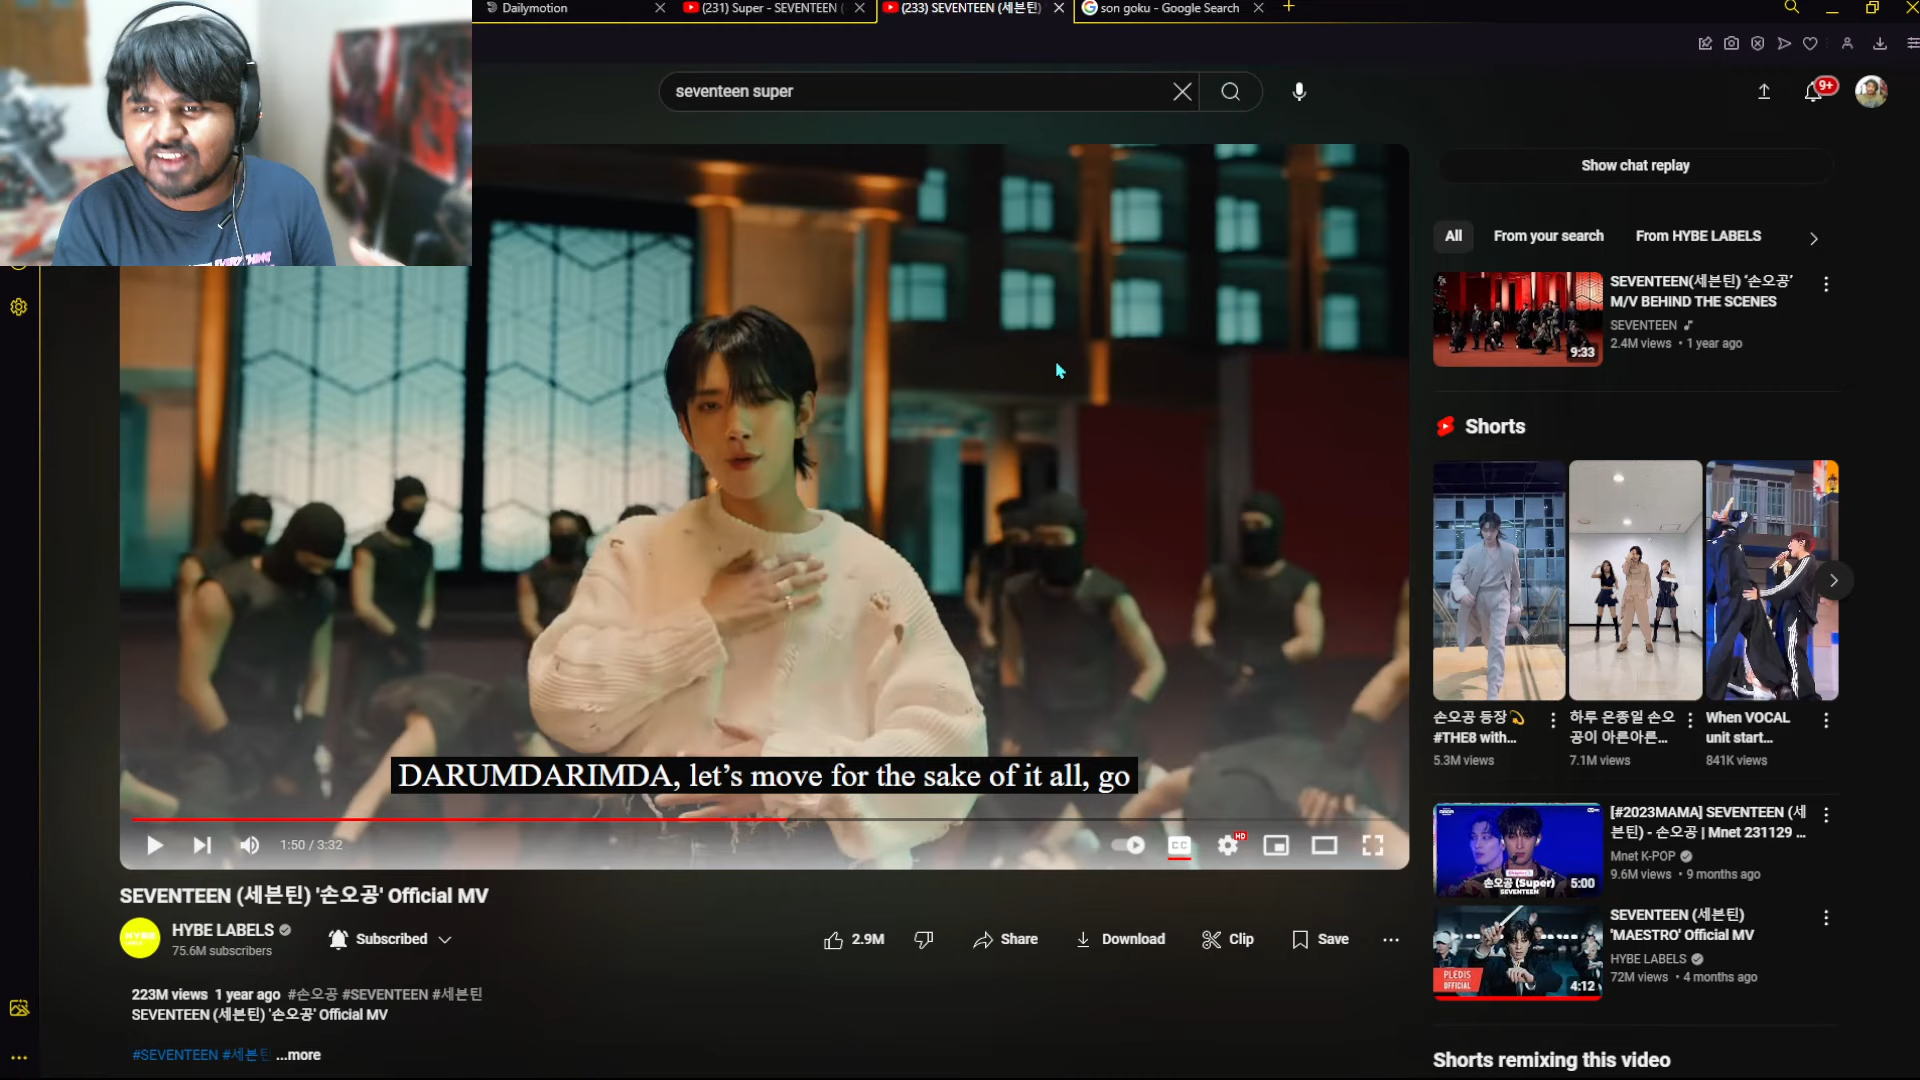 Dailymotion
(231) Super - SEVENTEEN (
(233) SEVENTEEN (세븐틴)
son goku - Google Search
seventeen super
9+
Show chat replay
All
From your search
From HYBE LABELS
SEVENTEEN(세븐틴) '손오공'
M/V BEHIND THE SCENES
SEVENTEEN
2.4M views • 1 year ago
9:33
Shorts
손오공 등장💫
#THE8 with...
5.3M views
하루 온종일 손오
공이 아른아른...
7.1M views
When VOCAL
unit start...
841K views
DARUMDARIMDA, let's move for the sake of it all, go
1:50 / 3:32
CC
HD
SEVENTEEN (세븐틴) '손오공' Official MV
HYBE LABELS
75.6M subscribers
Subscribed
2.9M
Share
Download
Clip
Save
223M views 1 year ago #손오공 #SEVENTEEN #세븐틴
SEVENTEEN (세븐틴) '손오공' Official MV
#SEVENTEEN #세븐틴 ...more
[#2023MAMA] SEVENTEEN (세
븐틴) - 손오공 | Mnet 231129 ...
Mnet K-POP
9.6M views • 9 months ago
손오공 (Super)
SEVENTEEN
5:00
SEVENTEEN (세븐틴)
'MAESTRO' Official MV
HYBE LABELS
72M views • 4 months ago
PLEDIS
OFFICIAL
4:12
Shorts remixing this video